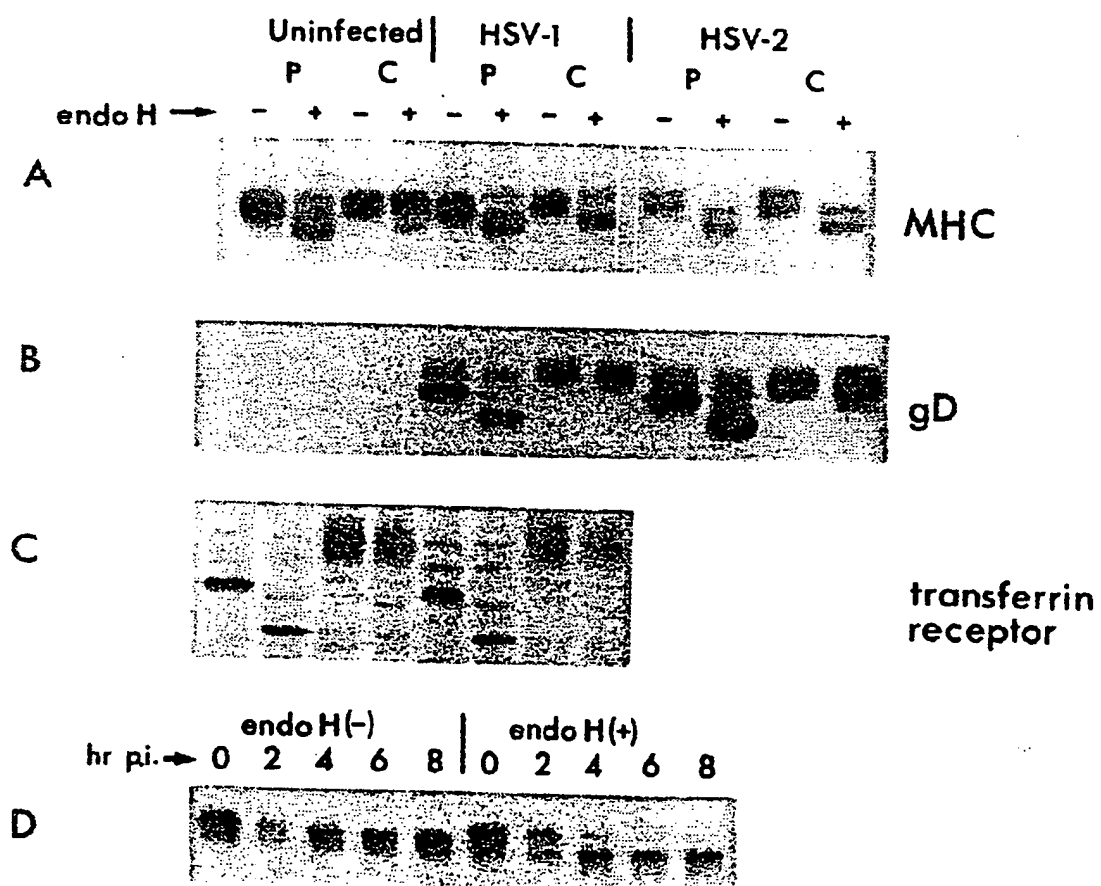 Uninfected | HSV-1 | HSV-2
P C P C P C
endo H → - + - + - + - + - + - +
A MHC
B gD
C transferrin
receptor
endo H (-) | endo H (+)
hr p.i. → 0 2 4 6 8 0 2 4 6 8
D